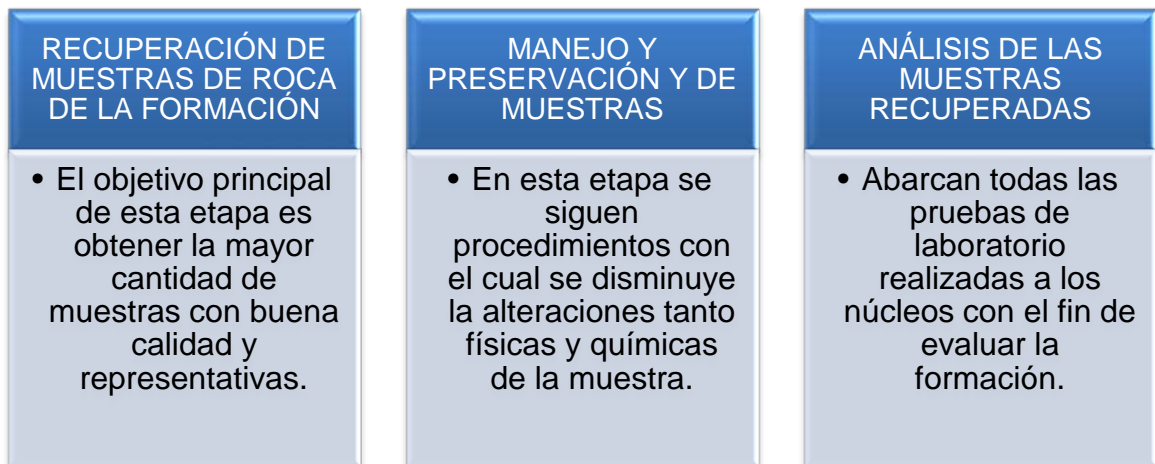 RECUPERACIÓN DE
MUESTRAS DE ROCA
DE LA FORMACIÓN
• El objetivo principal
de esta etapa es
obtener la mayor
cantidad de
muestras con buena
calidad y
representativas.
MANEJO Y
PRESERVACIÓN Y DE
MUESTRAS
• En esta etapa se
siguen
procedimientos con
el cual se disminuye
la alteraciones tanto
físicas y químicas
de la muestra.
ANÁLISIS DE LAS
MUESTRAS
RECUPERADAS
• Abarcan todas las
pruebas de
laboratorio
realizadas a los
núcleos con el fin de
evaluar la
formación.